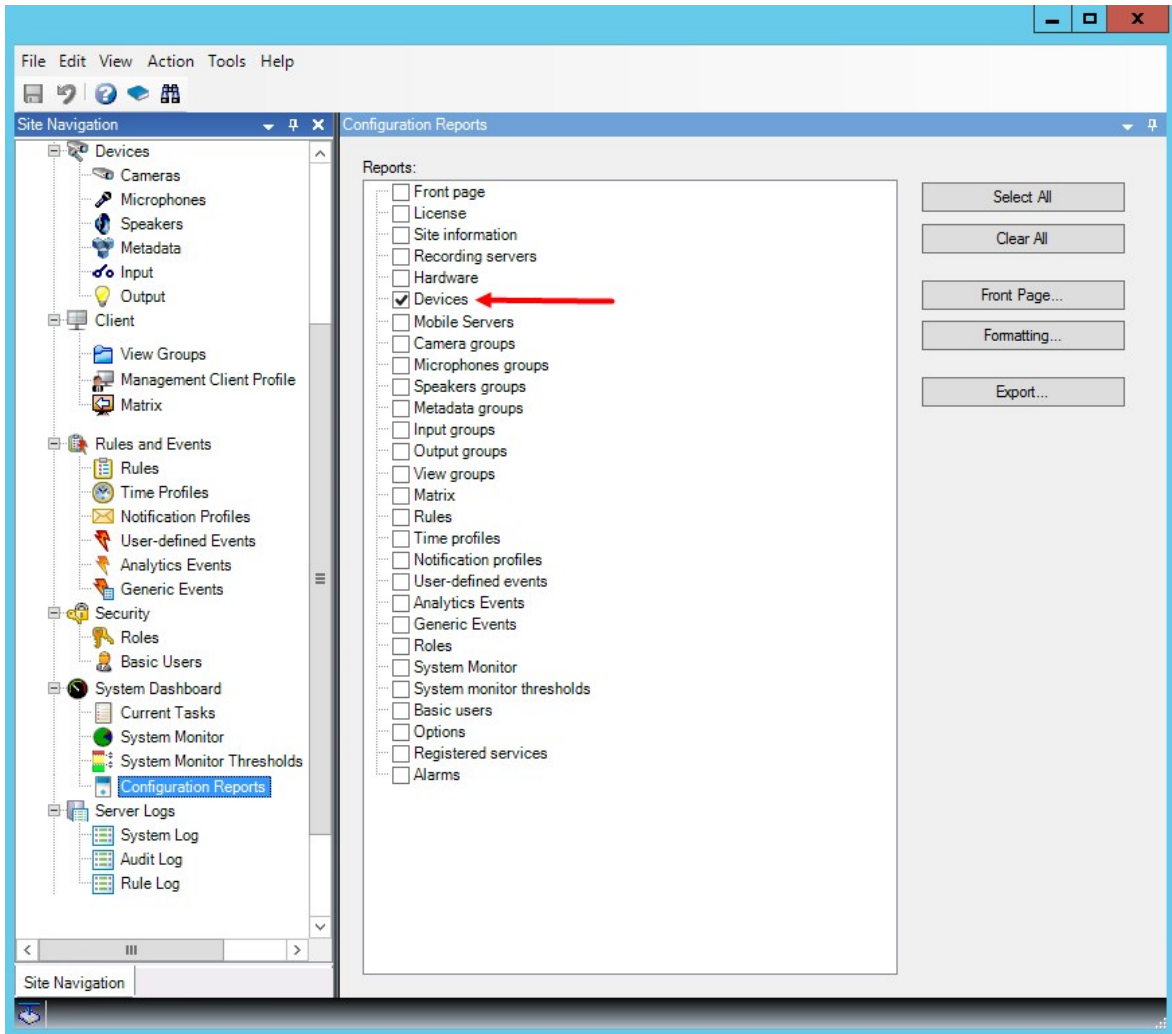 File Edit View Action Tools Help
Site Navigation
Configuration Reports
Devices
Cameras
Microphones
Speakers
Metadata
Input
Output
Client
View Groups
Management Client Profile
Matrix
Rules and Events
Rules
Time Profiles
Notification Profiles
User-defined Events
Analytics Events
Generic Events
Security
Roles
Basic Users
System Dashboard
Current Tasks
System Monitor
System Monitor Thresholds
Configuration Reports
Server Logs
System Log
Audit Log
Rule Log
Site Navigation
Reports:
Front page
License
Site information
Recording servers
Hardware
Devices
Mobile Servers
Camera groups
Microphones groups
Speakers groups
Metadata groups
Input groups
Output groups
View groups
Matrix
Rules
Time profiles
Notification profiles
User-defined events
Analytics Events
Generic Events
Roles
System Monitor
System monitor thresholds
Basic users
Options
Registered services
Alarms
Select All
Clear All
Front Page...
Formatting...
Export...